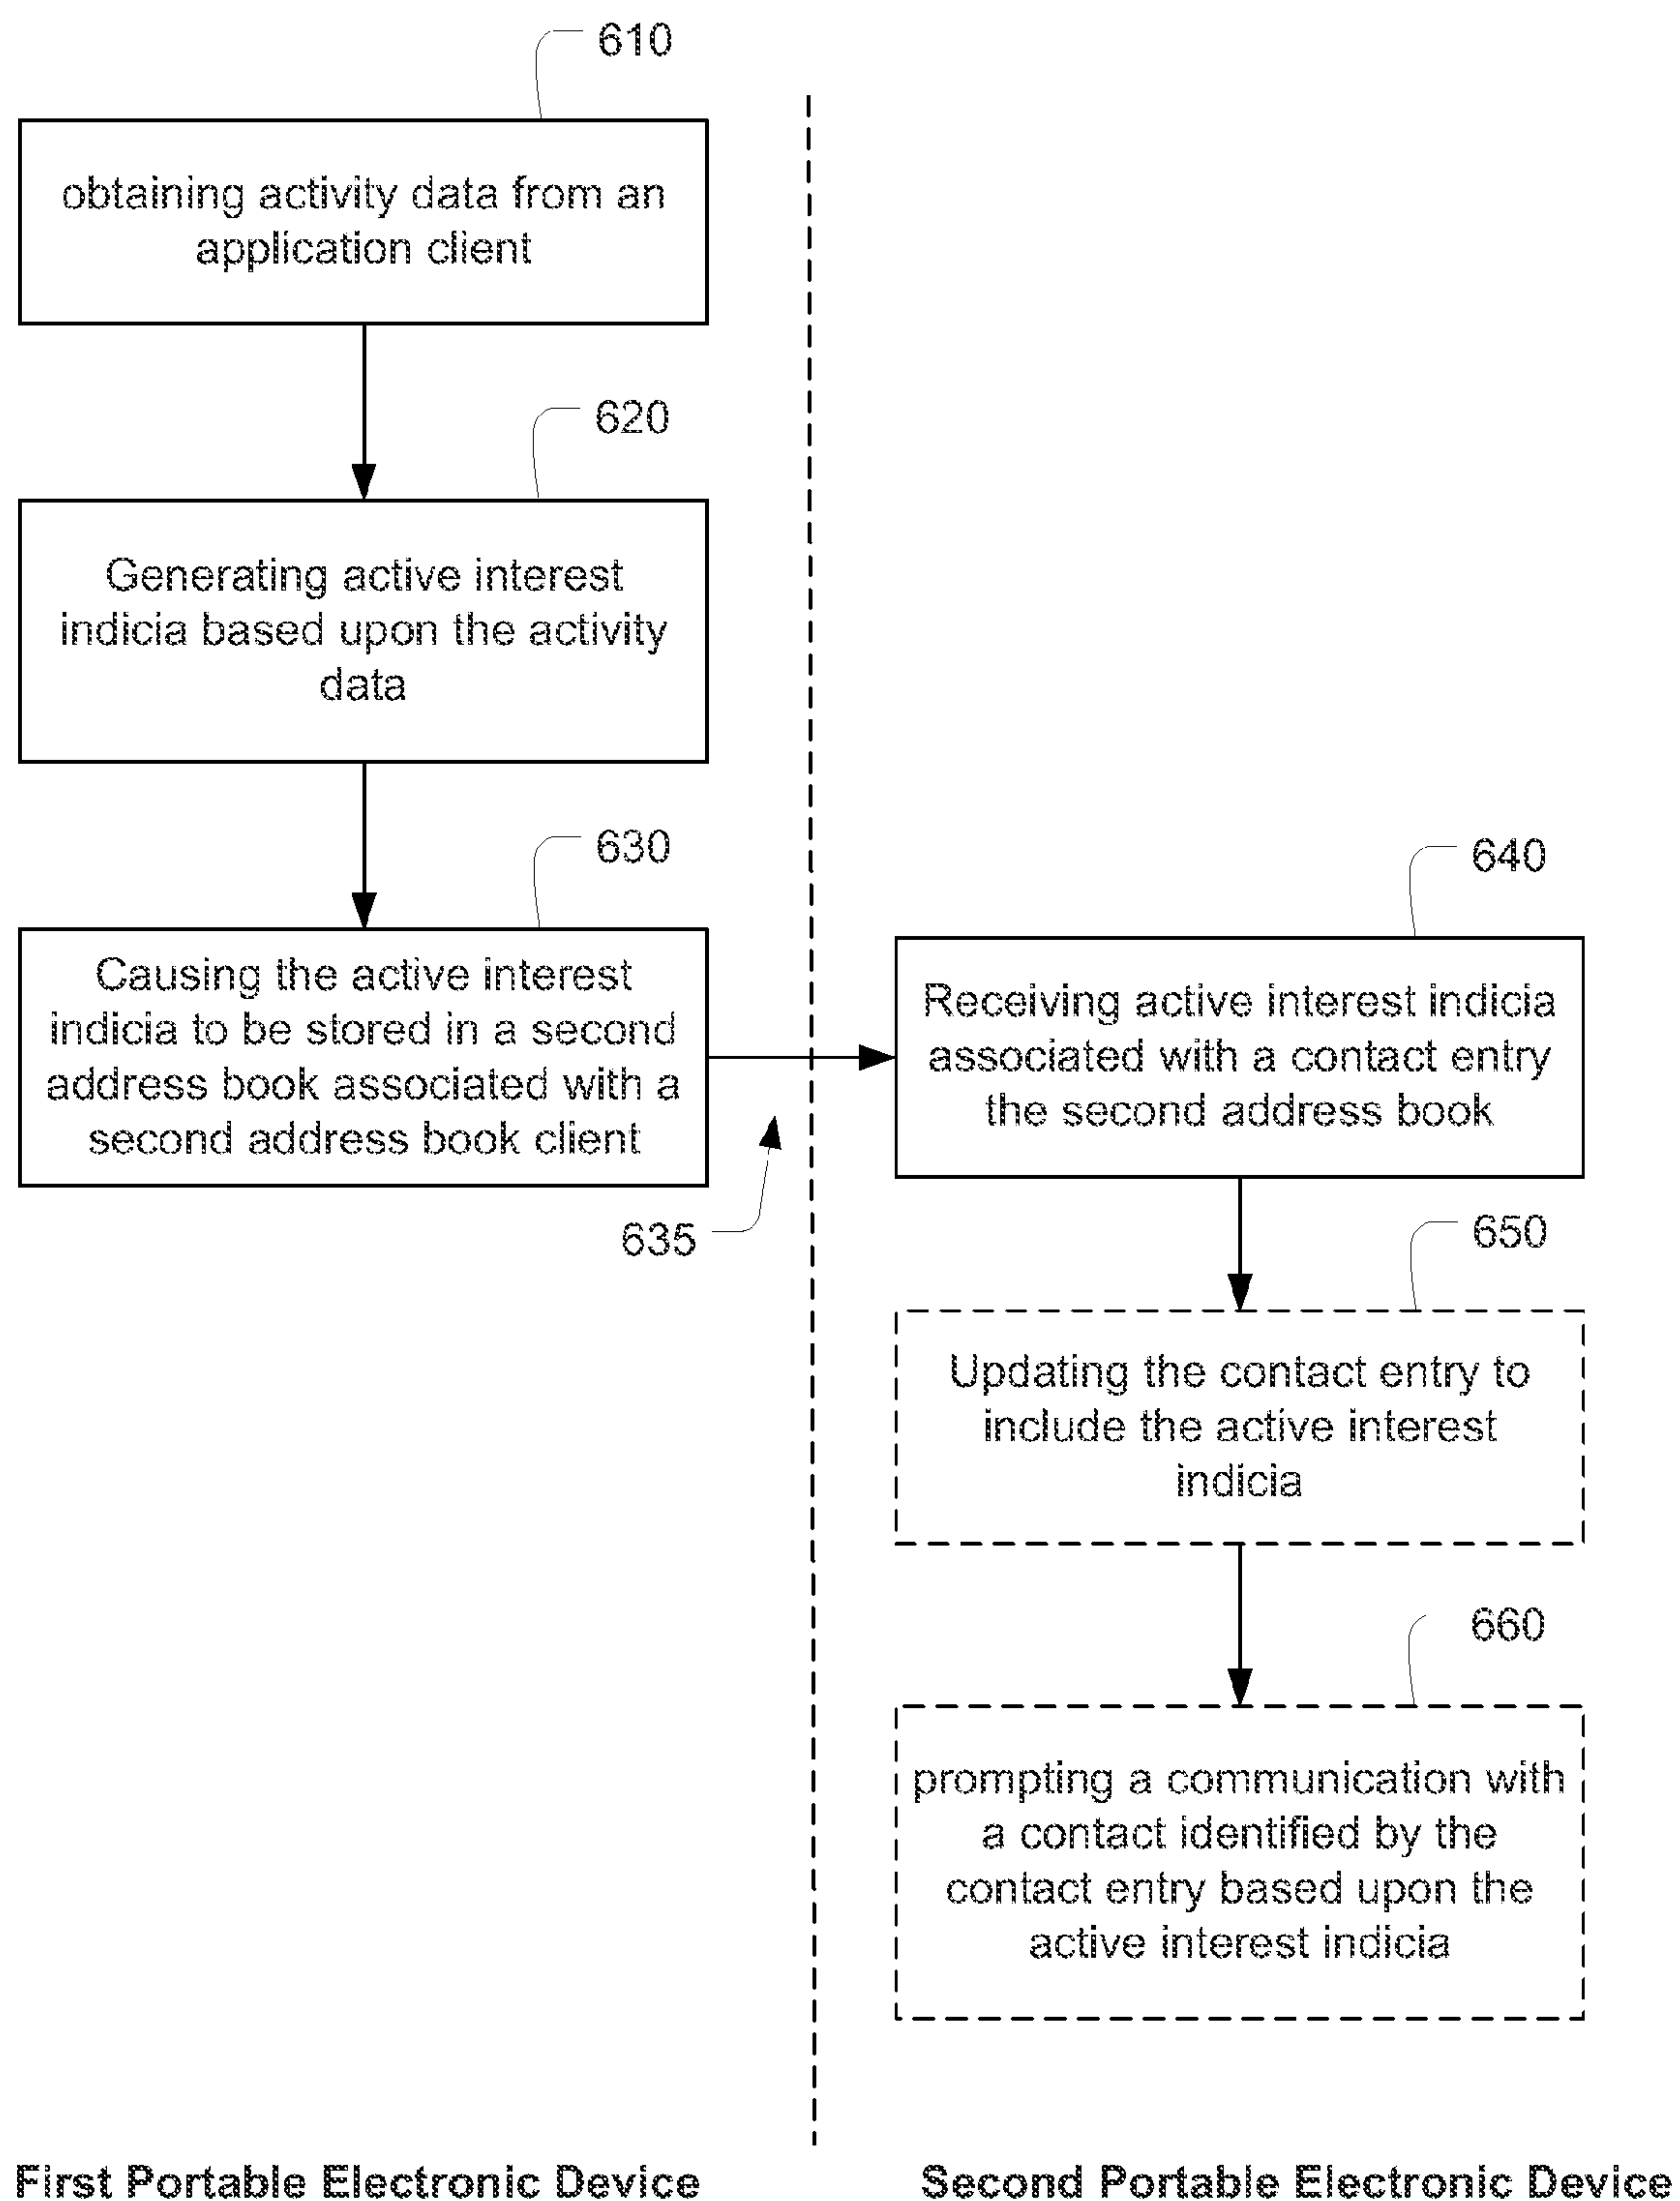 610
obtaining activity data from an
application client
620
Generating active interest
indicia based upon the activity
data
630
Causing the active interest
indicia to be stored in a second
address book associated with a
second address book client
635
640
Receiving active interest indicia
associated with a contact entry
the second address book
650
Updating the contact entry to
include the active interest
indicia
660
prompting a communication with
a contact identified by the
contact entry based upon the
active interest indicia
First Portable Electronic Device
Second Portable Electronic Device